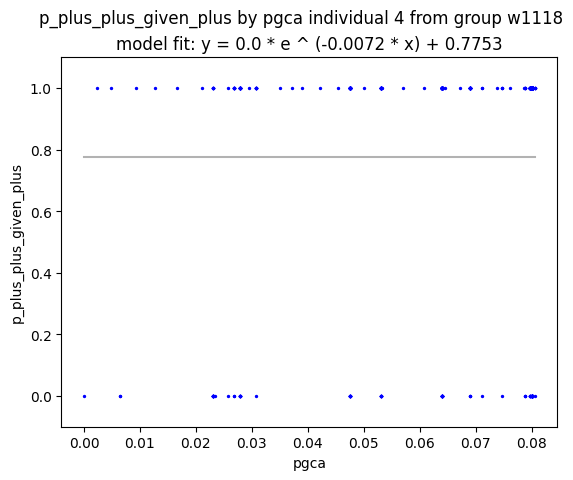 p_plus_plus_given_plus by pgca individual 4 from group w1118
model fit: y = 0.0 * e ^ (-0.0072 * x) + 0.7753
1.0
0.8
0.6
0.4
0.2
0.0
p_plus_plus_given_plus
0.00 0.01 0.02 0.03 0.04 0.05 0.06 0.07 0.08
pgca